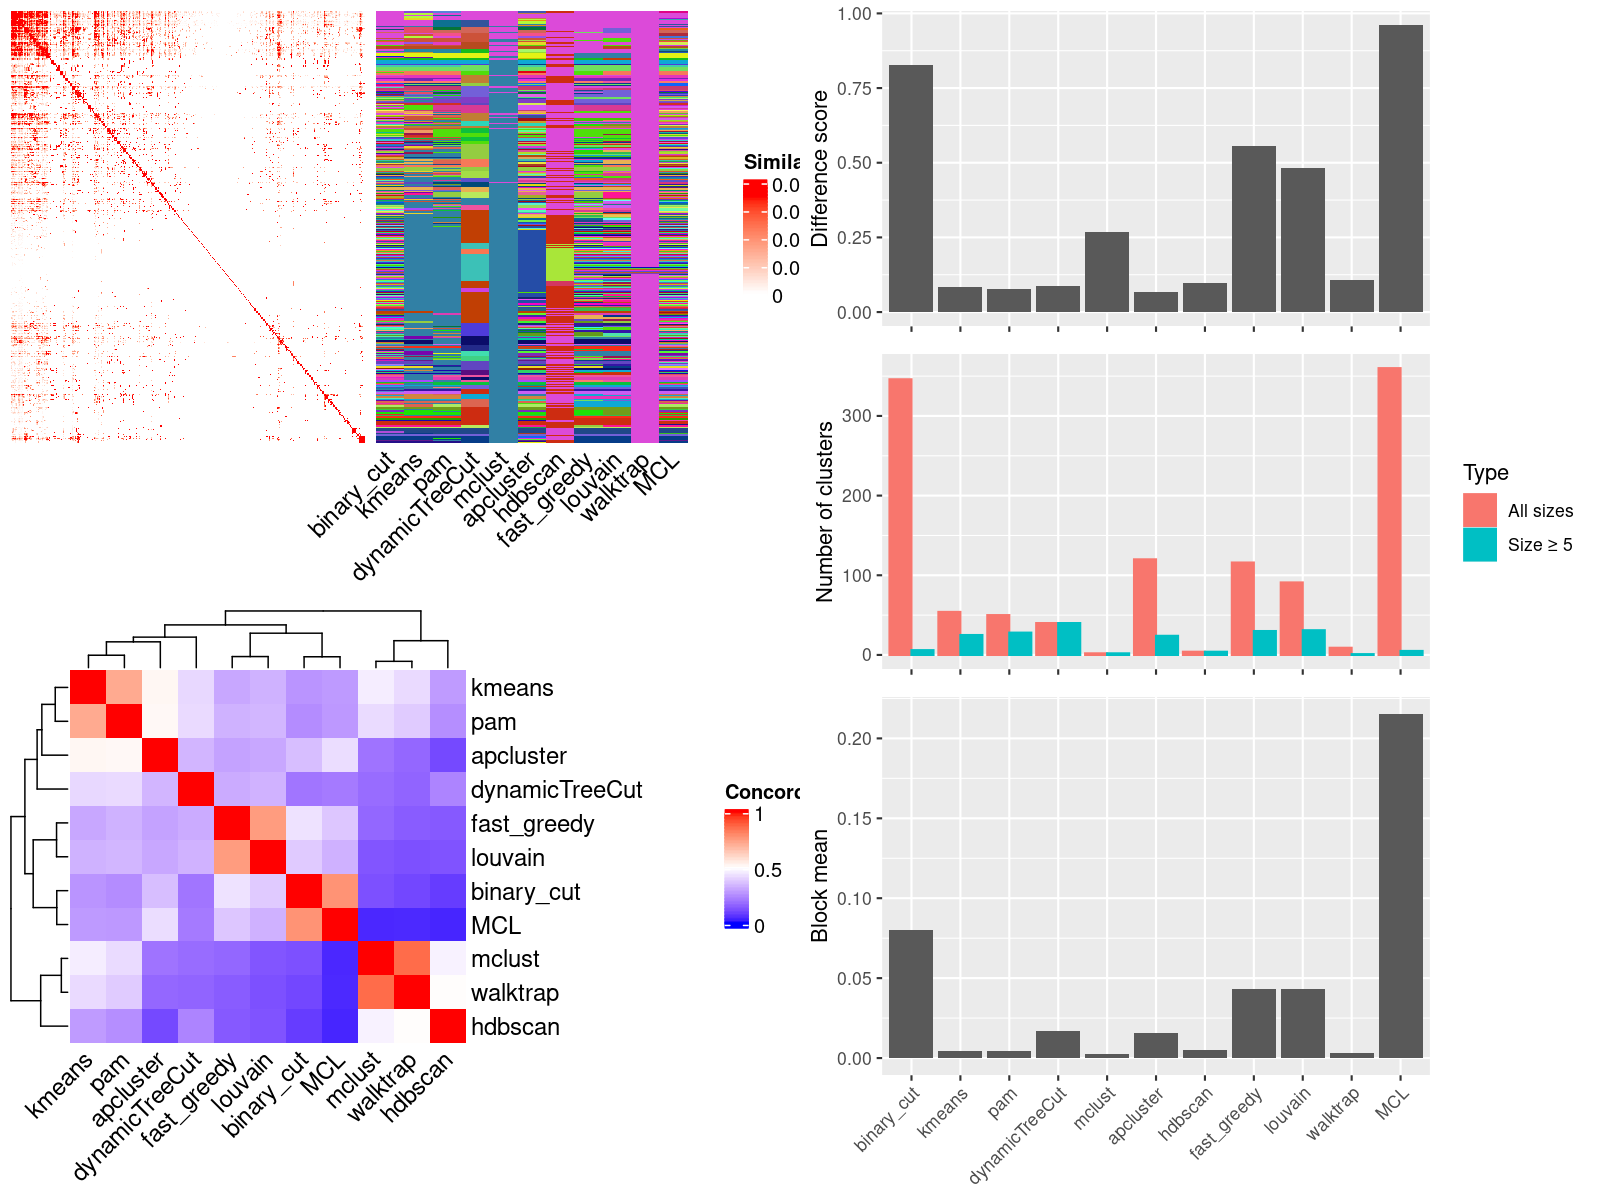 Simila
0.0
0.0
0.0
0.0
0
binary_cut
kmeans
pam
dynamicTreeCut
mclust
apcluster
hdbscan
fast_greedy
louvain
walktrap
MCL
kmeans
pam
apcluster
dynamicTreeCut
fast_greedy
louvain
binary_cut
MCL
mclust
walktrap
hdbscan
kmeans
pam
apcluster
dynamicTreeCut
fast_greedy
louvain
binary_cut
MCL
mclust
walktrap
hdbscan
Concord
1
0.5
0
Difference score
1.00
0.75
0.50
0.25
0.00
Number of clusters
300
200
100
0
Type
All sizes
Size ≥ 5
Block mean
0.20
0.15
0.10
0.05
0.00
binary_cut
kmeans
pam
dynamicTreeCut
mclust
apcluster
hdbscan
fast_greedy
louvain
walktrap
MCL